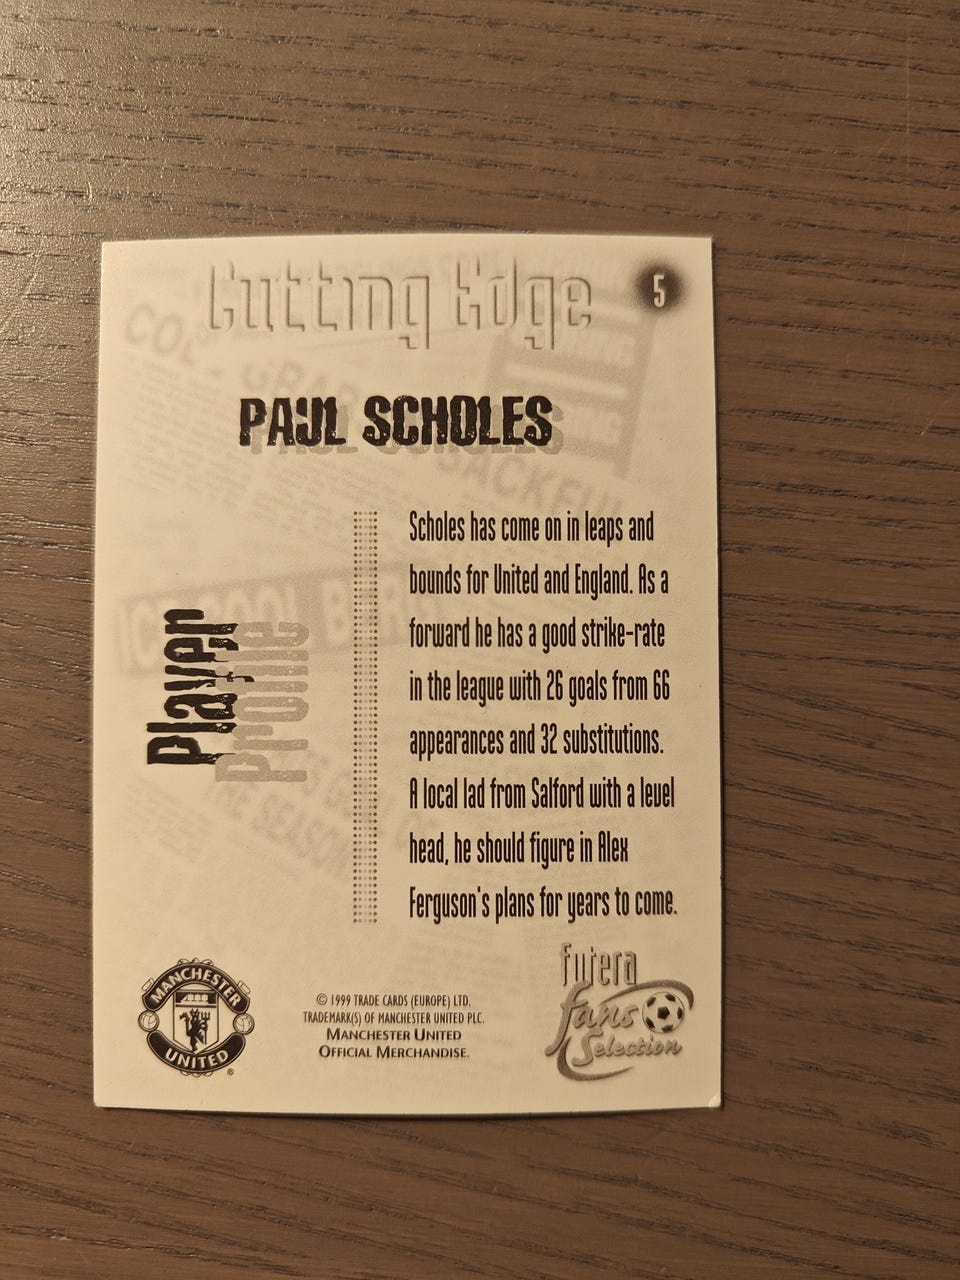 Cutting Edge
5
PAUL SCHOLES
Player
Profile
Scholes has come on in leaps and
bounds for United and England. As a
forward he has a good strike-rate
in the league with 26 goals from 66
appearances and 32 substitutions.
A local lad from Salford with a level
head, he should figure in Alex
Ferguson's plans for years to come.
MANCHESTER
UNITED
®
© 1999 TRADE CARDS (EUROPE) LTD.
TRADEMARK(S) OF MANCHESTER UNITED PLC.
MANCHESTER UNITED
OFFICIAL MERCHANDISE.
futera
fans
Selection